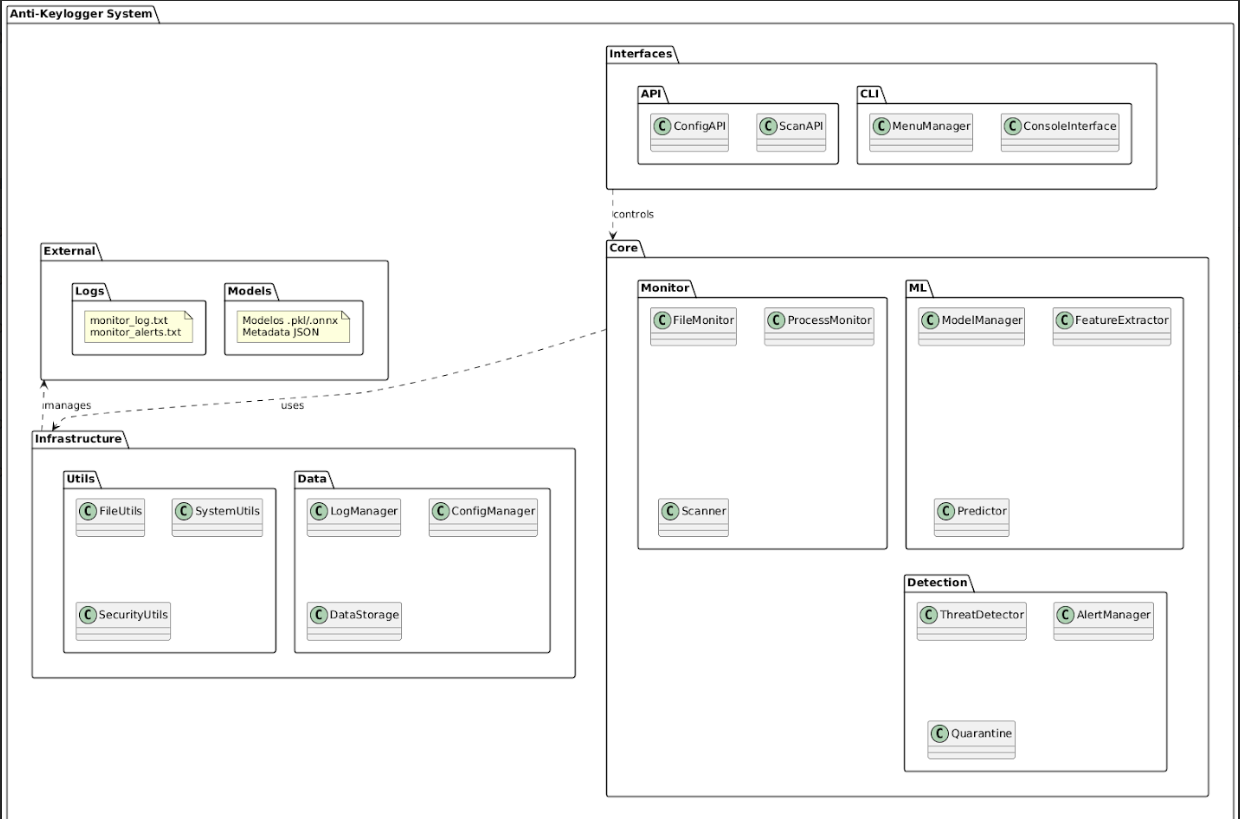 Anti-Keylogger System
Interfaces
API
ConfigAPI
ScanAPI
CLI
MenuManager
ConsoleInterface
controls
External
Logs
monitor_log.txt
monitor_alerts.txt
Models
Modelos .pkl/.onnx
Metadata JSON
manages
uses
Core
Monitor
C FileMonitor
C ProcessMonitor
C Scanner
ML
C ModelManager
C FeatureExtractor
C Predictor
Detection
C ThreatDetector
C AlertManager
C Quarantine
Infrastructure
Utils
C FileUtils
C SystemUtils
C SecurityUtils
Data
C LogManager
C ConfigManager
C DataStorage